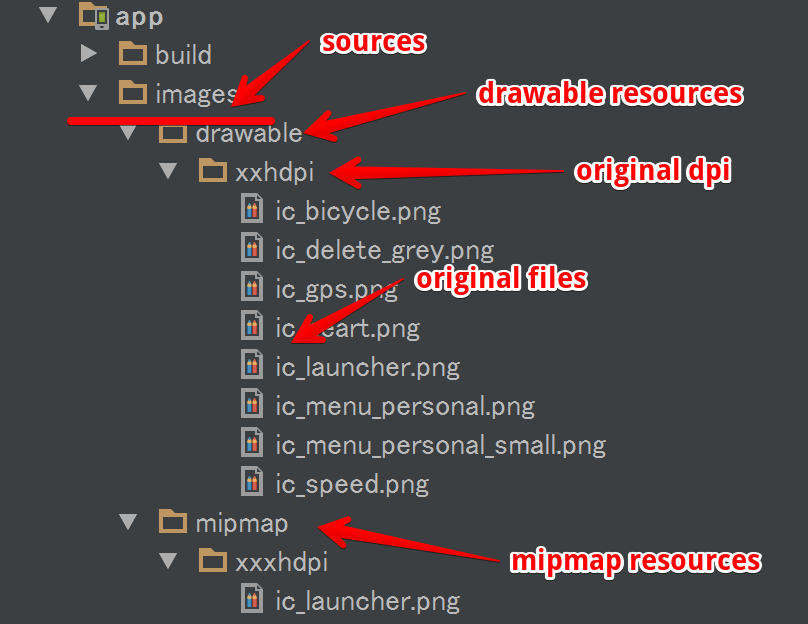 app
sources
build
images
drawable resources
drawable
xxhdpi
original dpi
ic_bicycle.png
ic_delete_grey.png
original files
ic_gps.png
ic_heart.png
ic_launcher.png
ic_menu_personal.png
ic_menu_personal_small.png
ic_speed.png
mipmap
mipmap resources
xxxhdpi
ic_launcher.png